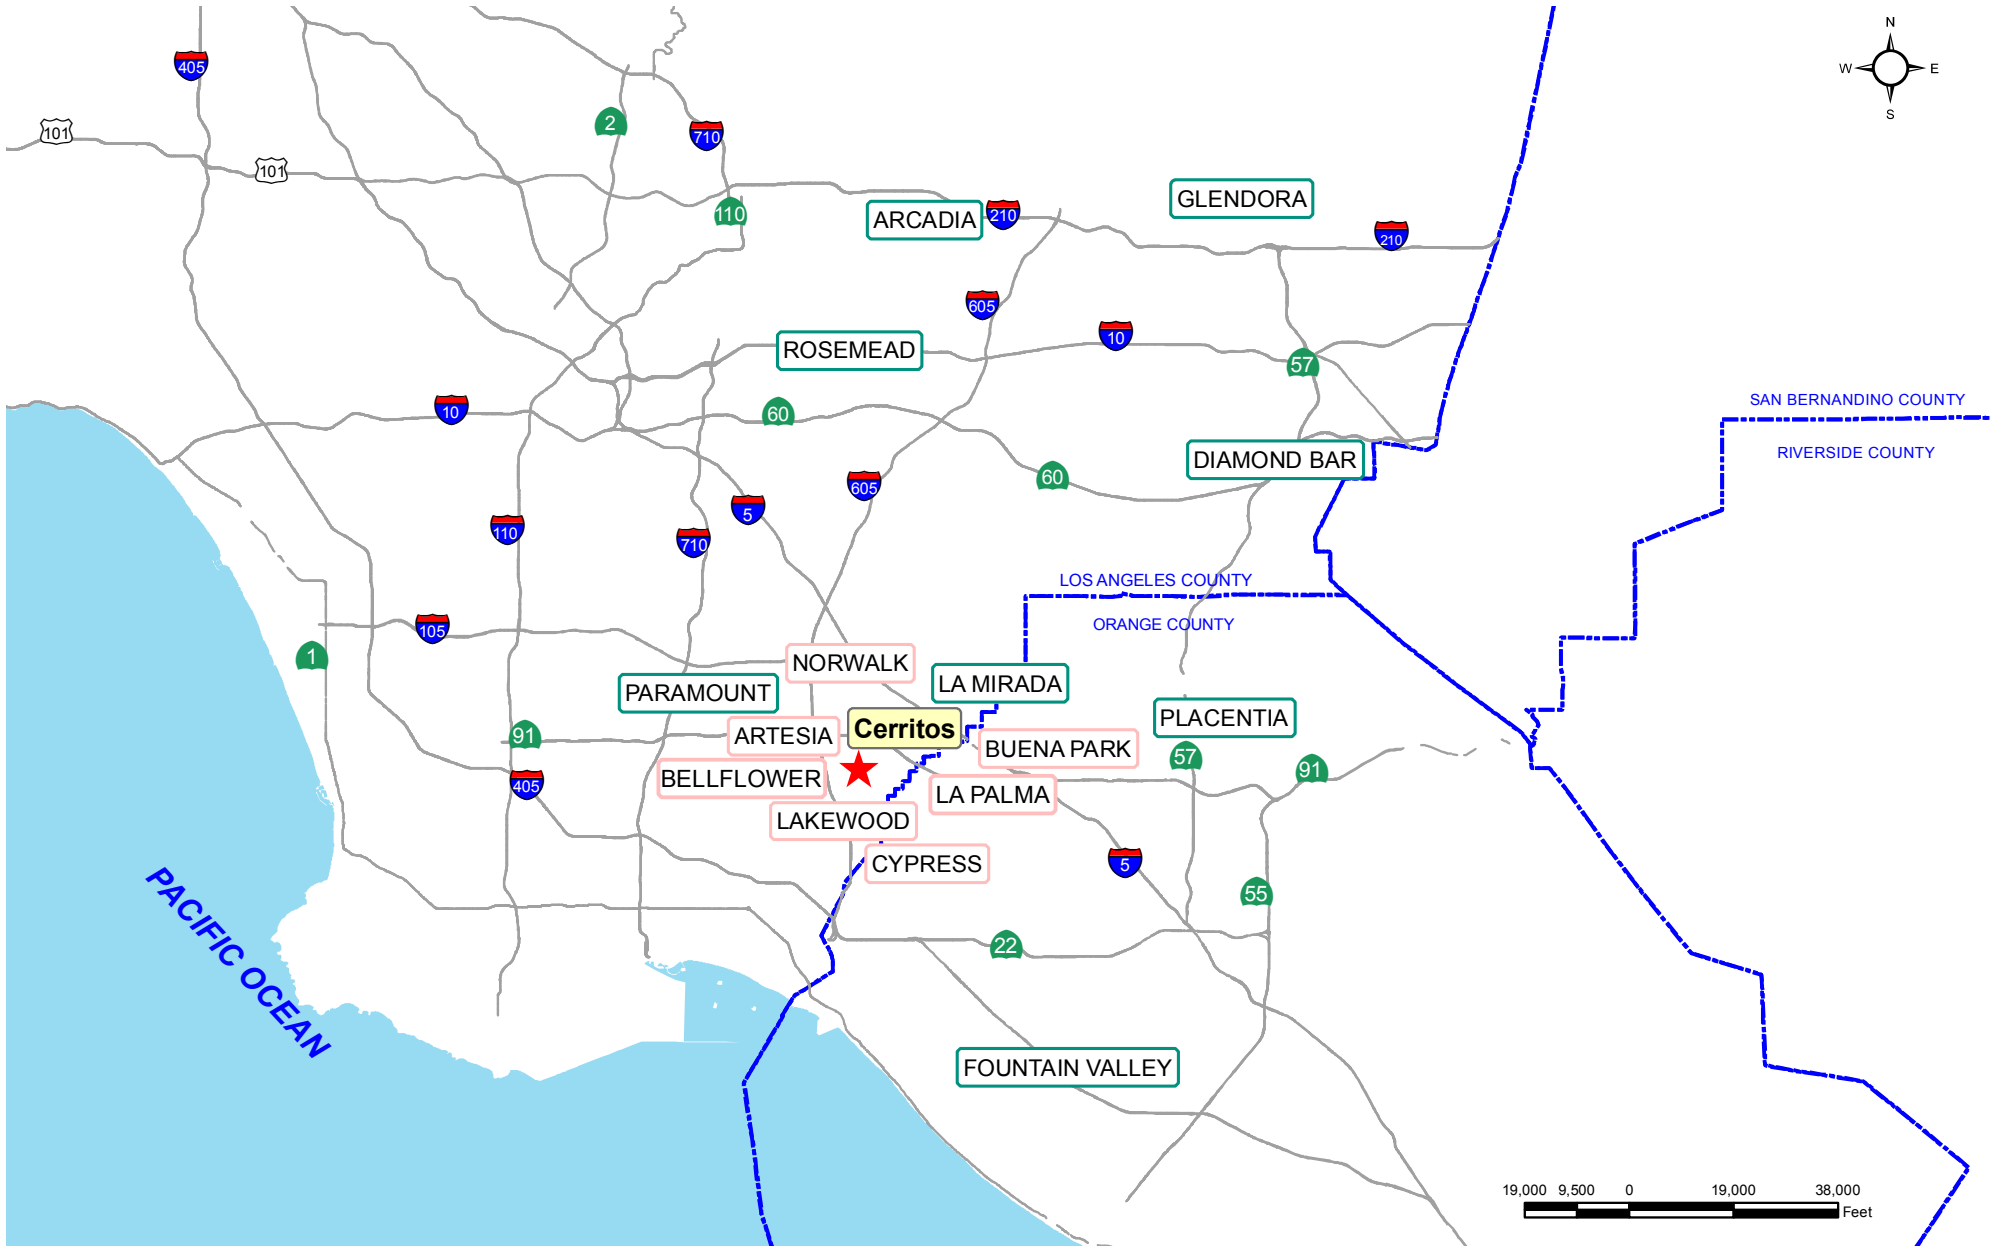 N
W E
S
405
101
101
2
710
110
ARCADIA
210
GLENDORA
210
605
ROSEMEAD
10
57
10
60
SAN BERNANDINO COUNTY
RIVERSIDE COUNTY
DIAMOND BAR
60
605
5
110
710
LOS ANGELES COUNTY
ORANGE COUNTY
105
1
NORWALK
LA MIRADA
PARAMOUNT
PLACENTIA
91
ARTESIA
Cerritos
BUENA PARK
57
91
BELLFLOWER
405
LA PALMA
LAKEWOOD
CYPRESS
5
55
22
PACIFIC OCEAN
FOUNTAIN VALLEY
19,000 9,500 0 19,000 38,000
Feet